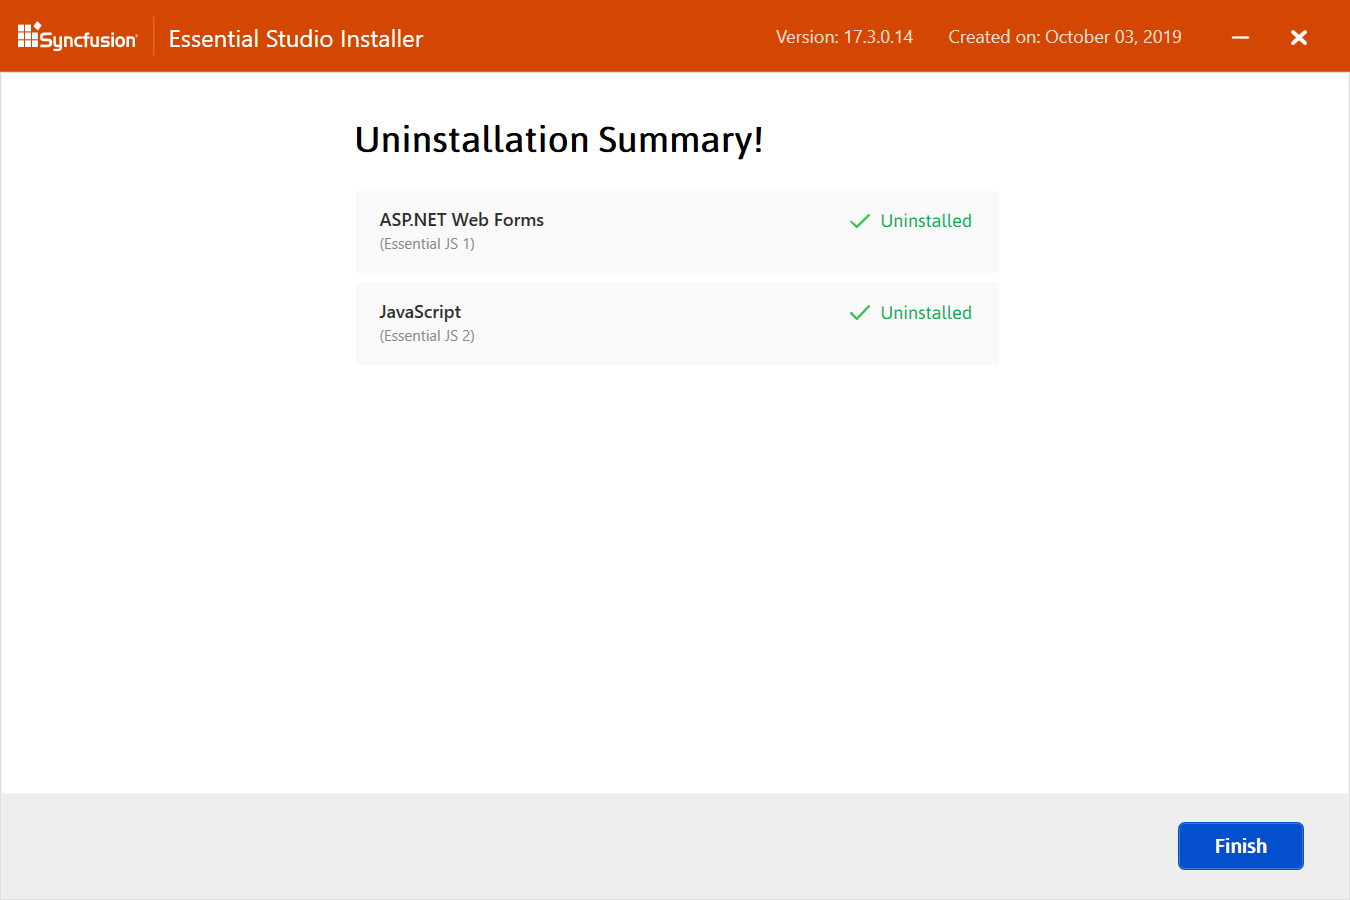 Syncfusion Essential Studio Installer Version: 17.3.0.14 Created on: October 03, 2019
Uninstallation Summary!
ASP.NET Web Forms Uninstalled
(Essential JS 1)
JavaScript Uninstalled
(Essential JS 2)
Finish